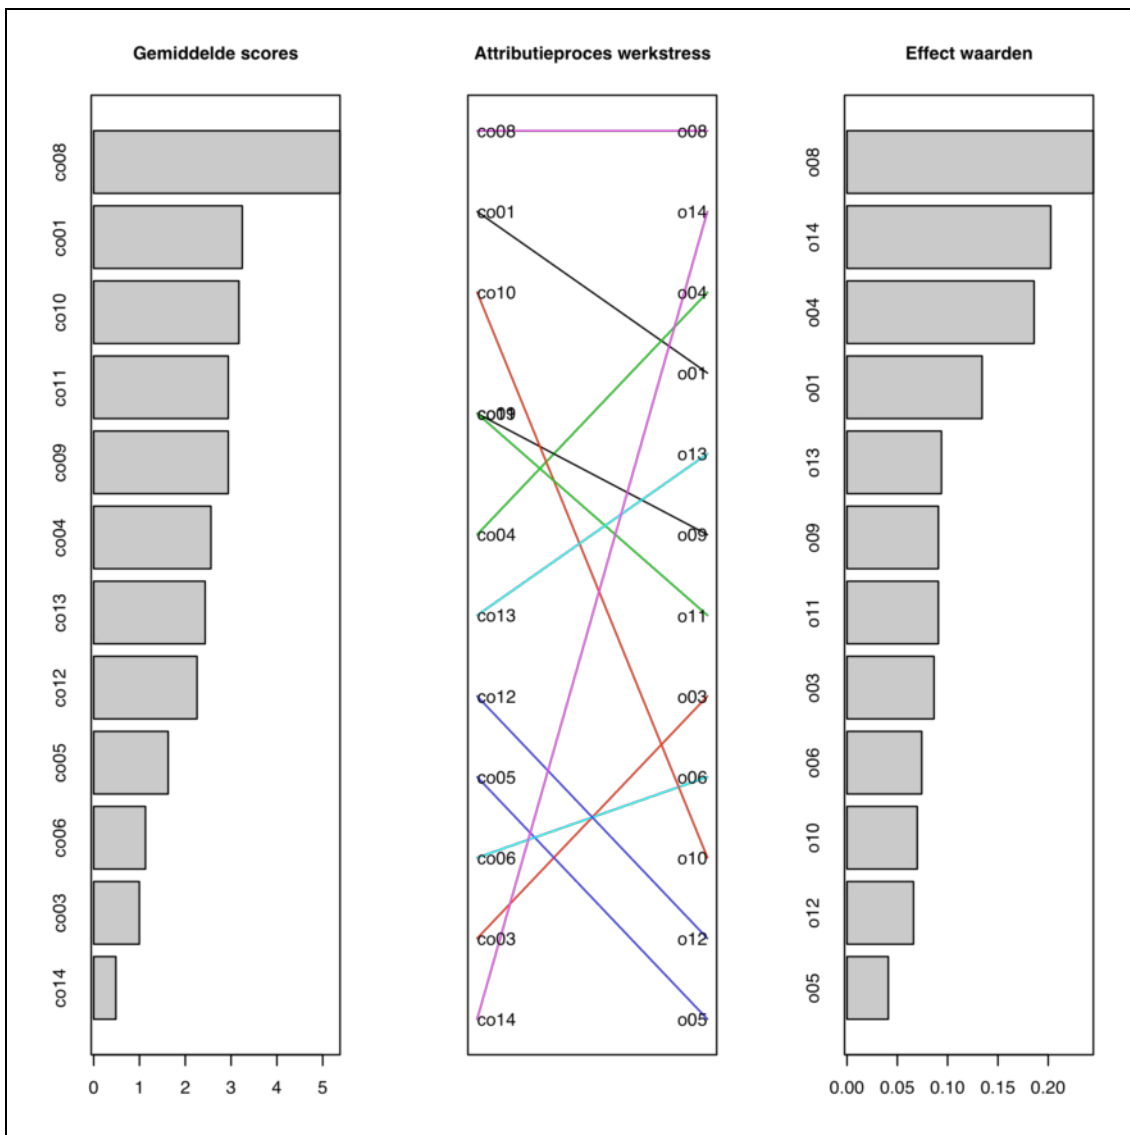 Gemiddelde scores
co08
co01
co10
co11
co09
co04
co13
co12
co05
co06
co03
co14
0 1 2 3 4 5
Attributieproces werkstress
co08 o08
co01 o14
co10 o04
o01
o13
co04 o09
co13 o11
co12 o03
co05 o06
co06 o10
co03 o12
co14 o05
Effect waarden
o08
o14
o04
o01
o13
o09
o11
o03
o06
o10
o12
o05
0.00 0.05 0.10 0.15 0.20